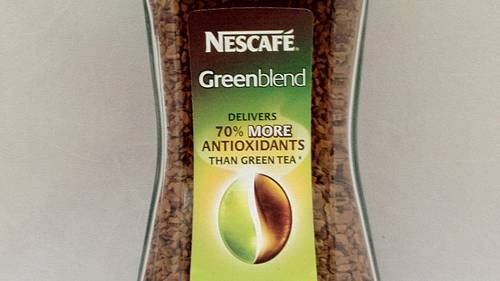 NESCAFÉ®
Greenblend
DELIVERS
70% MORE
ANTIOXIDANTS
THAN GREEN TEA*